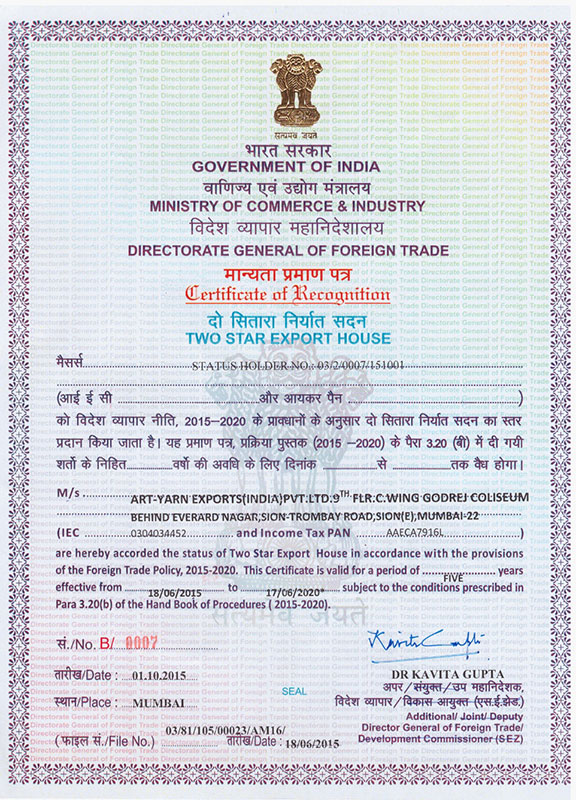 सत्यमेव जयते
भारत सरकार
GOVERNMENT OF INDIA
वाणिज्य एवं उद्योग मंत्रालय
MINISTRY OF COMMERCE & INDUSTRY
विदेश व्यापार महानिदेशालय
DIRECTORATE GENERAL OF FOREIGN TRADE
मान्यता प्रमाण पत्र
Certificate of Recognition
दो सितारा निर्यात सदन
TWO STAR EXPORT HOUSE
मैसर्स STATUS HOLDER NO.: 03/2/0007/151001
(आई ई सी ................ और आयकर पैन ................)
को विदेश व्यापार नीति, 2015–2020 के प्रावधानों के अनुसार दो सितारा निर्यात सदन का स्तर
प्रदान किया जाता है। यह प्रमाण पत्र, प्रक्रिया पुस्तक (2015 –2020) के पैरा 3.20 (बी) में दी गयी
शर्तो के निहित................वर्षो की अवधि के लिए दिनांक ................से ................तक वैध होगा।
M/s ART-YARN EXPORTS(INDIA)PVT.LTD.9TH FLR.C.WING GODREJ COLISEUM
BEHIND EVERARD NAGAR,SION-TROMBAY ROAD,SION(E),MUMBAI-22
(IEC 0304034452 and Income Tax PAN AAECA7916L)
are hereby accorded the status of Two Star Export House in accordance with the provisions
of the Foreign Trade Policy, 2015-2020. This Certificate is valid for a period of FIVE years
effective from 18/06/2015 to 17/06/2020* subject to the conditions prescribed in
Para 3.20(b) of the Hand Book of Procedures ( 2015-2020).
सत्यमेव जयते
सं./No. B/ 0007
तारीख/Date : 01.10.2015
स्थान/Place : MUMBAI
(फाइल सं./File No.) 03/81/105/00023/AM16/ तारीख/Date : 18/06/2015
SEAL
Kavita Gupta
DR KAVITA GUPTA
अपर/संयुक्त/उप महानिदेशक,
विदेश व्यापार/विकास आयुक्त (एस.ई.झेड.)
Additional/ Joint/ Deputy
Director General of Foreign Trade/
Development Commissioner (SEZ)